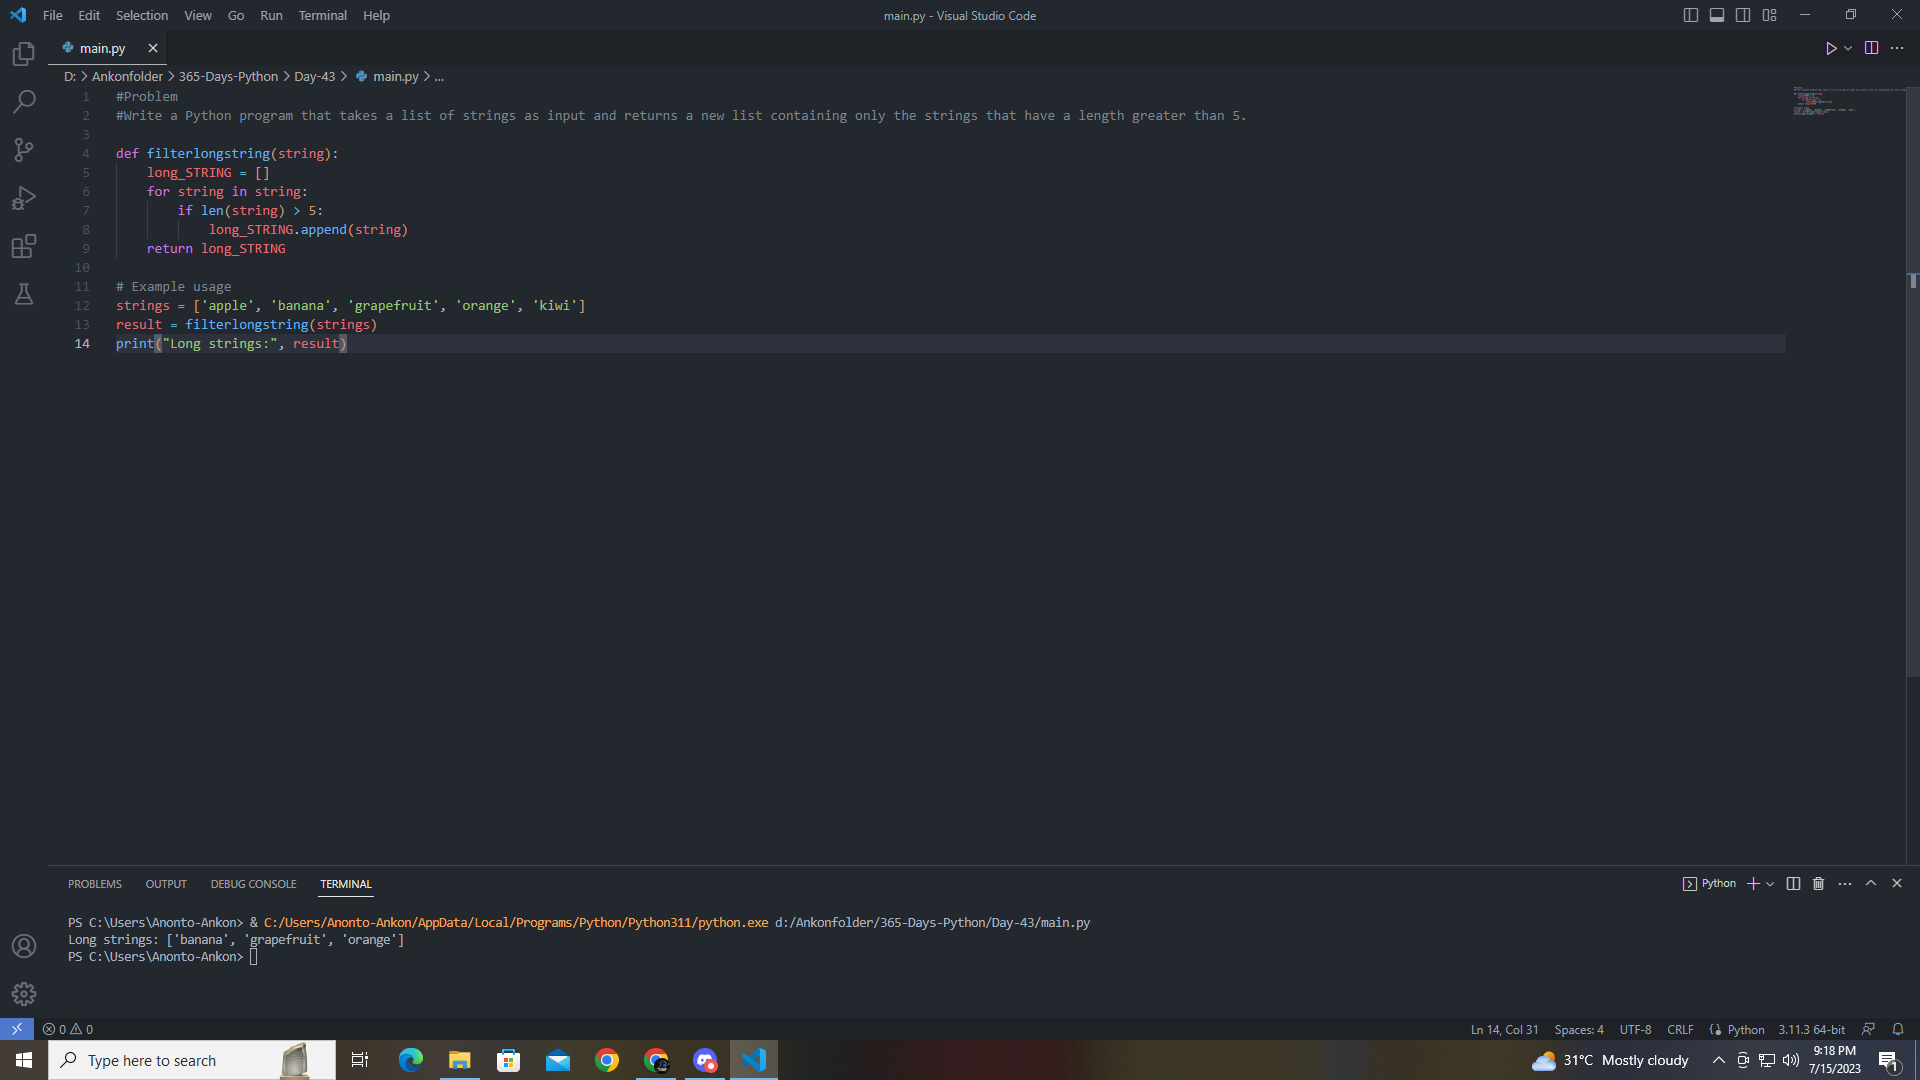 File Edit Selection View Go Run Terminal Help
main.py - Visual Studio Code
main.py
D: > Ankonfolder > 365-Days-Python > Day-43 > main.py > ...
1 #Problem
2 #Write a Python program that takes a list of strings as input and returns a new list containing only the strings that have a length greater than 5.
3
4 def filterlongstring(string):
5     long_STRING = []
6     for string in string:
7         if len(string) > 5:
8             long_STRING.append(string)
9     return long_STRING
10
11 # Example usage
12 strings = ['apple', 'banana', 'grapefruit', 'orange', 'kiwi']
13 result = filterlongstring(strings)
14 print("Long strings:", result)
PROBLEMS OUTPUT DEBUG CONSOLE TERMINAL
Python
PS C:\Users\Anonto-Ankon> & C:/Users/Anonto-Ankon/AppData/Local/Programs/Python/Python311/python.exe d:/Ankonfolder/365-Days-Python/Day-43/main.py
Long strings: ['banana', 'grapefruit', 'orange']
PS C:\Users\Anonto-Ankon>
0 0
Ln 14, Col 31 Spaces: 4 UTF-8 CRLF Python 3.11.3 64-bit
Type here to search
31°C Mostly cloudy
9:18 PM
7/15/2023
1